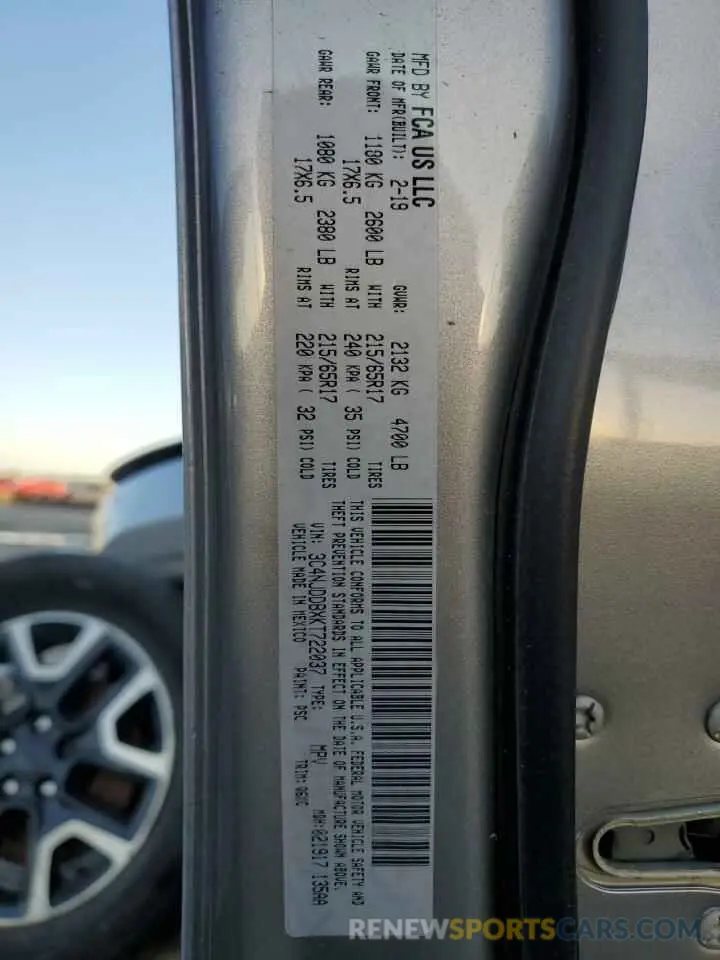 MFD BY FCA US LLC
DATE OF MFR(BUILT): 2-19 GVWR: 2132 KG 4700 LB
GAWR FRONT: 1180 KG 2600 LB WITH 215/65R17 TIRES
17X6.5 RIMS AT 240 KPA ( 35 PSI) COLD
GAWR REAR: 1080 KG 2380 LB WITH 215/65R17 TIRES
17X6.5 RIMS AT 220 KPA ( 32 PSI) COLD
THIS VEHICLE CONFORMS TO ALL APPLICABLE U.S.A. FEDERAL MOTOR VEHICLE SAFETY AND
THEFT PREVENTION STANDARDS IN EFFECT ON THE DATE OF MANUFACTURE SHOWN ABOVE.
VIN: 3C4NJDDBXKT722037 TYPE: MPV MDH: 021917 135AA
VEHICLE MADE IN MEXICO PAINT: PSC TRIM:
RENEWSPORTSCARS.COM